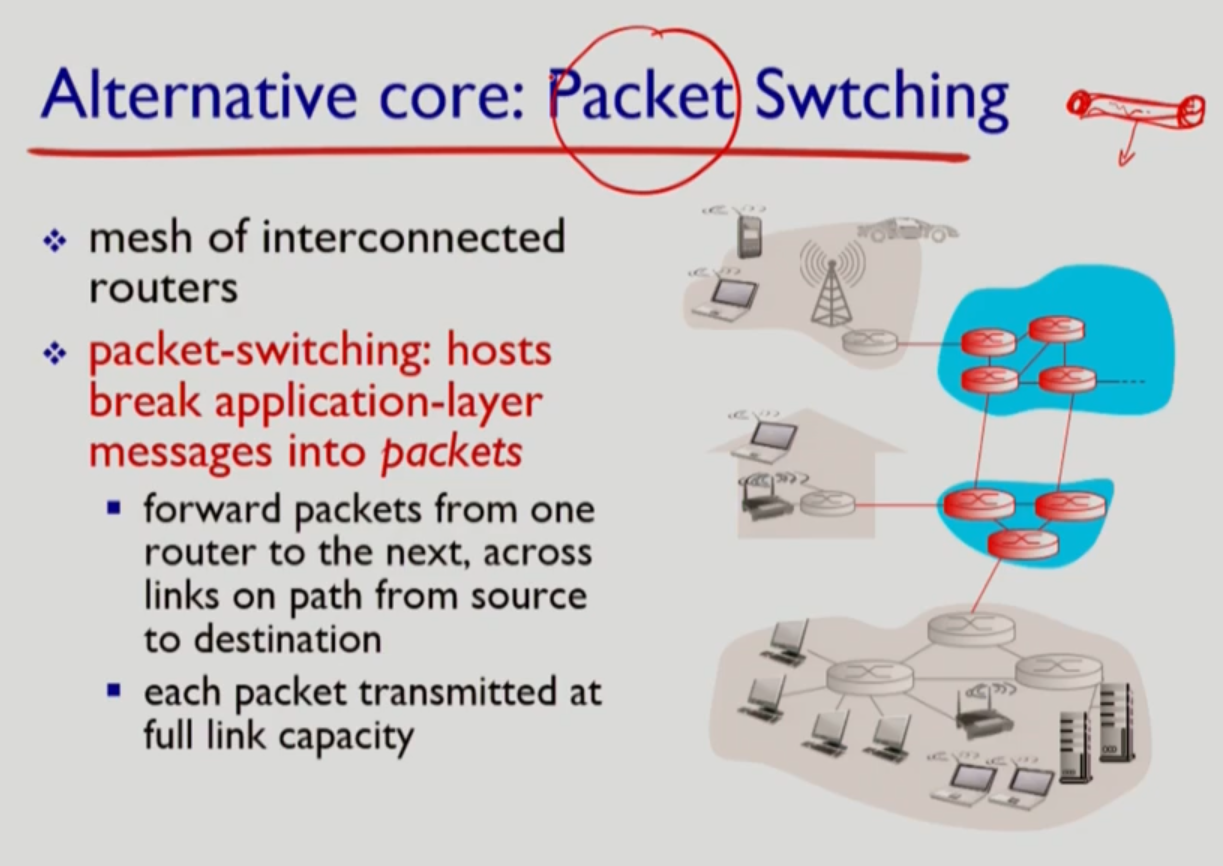 Alternative core: Packet Swtching
mesh of interconnected
routers
packet-switching: hosts
break application-layer
messages into packets
forward packets from one
router to the next, across
links on path from source
to destination
each packet transmitted at
full link capacity